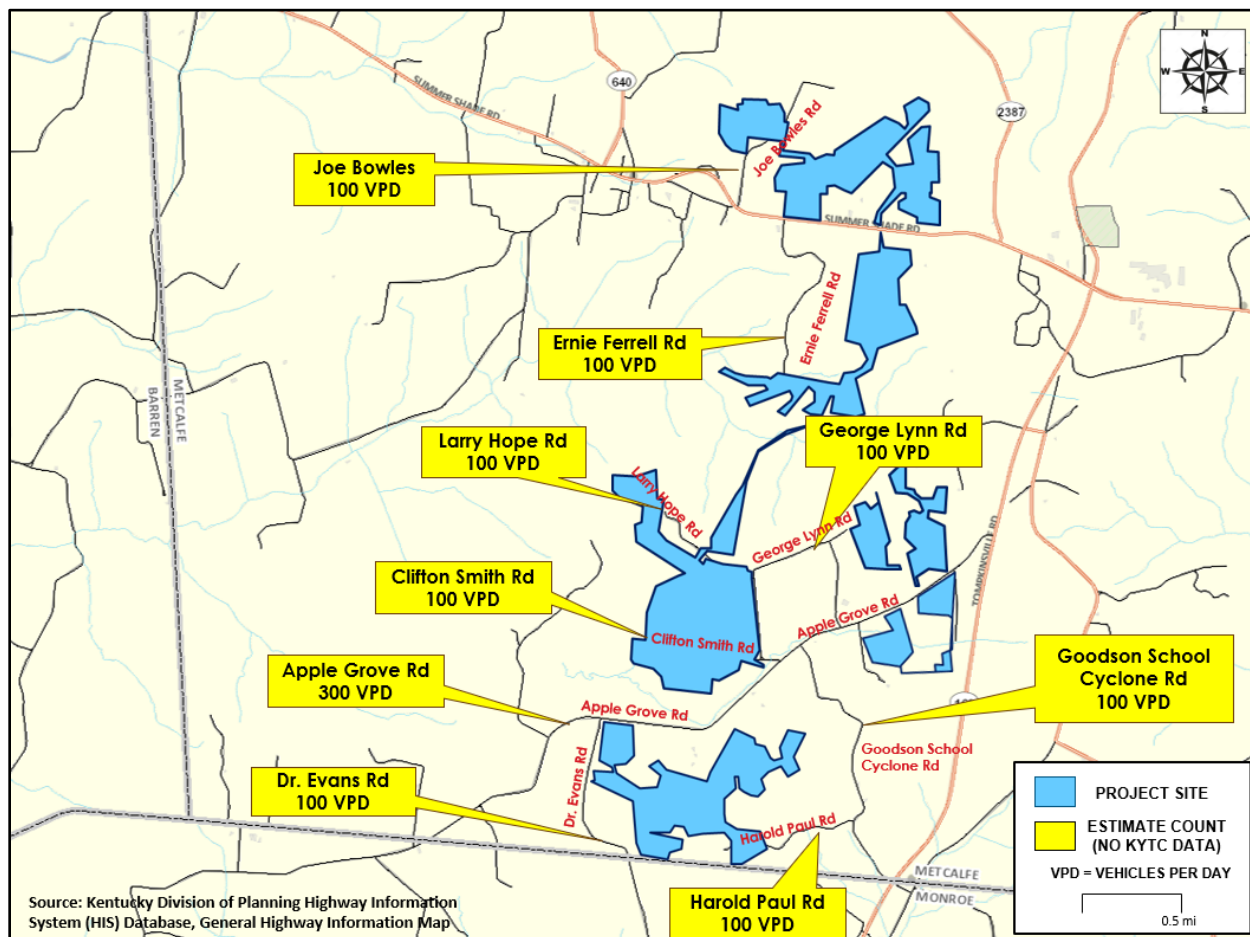 N
W E
S
SUMMER SHADE RD
640
2387
Joe Bowles Rd
Joe Bowles
100 VPD
SUMMER SHADE RD
Ernie Ferrell Rd
Ernie Ferrell Rd
100 VPD
METCALFE
BARREN
George Lynn Rd
100 VPD
Larry Hope Rd
100 VPD
Larry Hope Rd
George Lynn Rd
TOMPKINSVILLE RD
Clifton Smith Rd
100 VPD
Apple Grove Rd
Clifton Smith Rd
Goodson School
Cyclone Rd
100 VPD
Apple Grove Rd
300 VPD
Apple Grove Rd
Goodson School
Cyclone Rd
Dr. Evans Rd
Dr. Evans Rd
100 VPD
Harold Paul Rd
PROJECT SITE
ESTIMATE COUNT
(NO KYTC DATA)
VPD = VEHICLES PER DAY
0.5 mi
METCALFE
MONROE
Harold Paul Rd
100 VPD
Source: Kentucky Division of Planning Highway Information
System (HIS) Database, General Highway Information Map